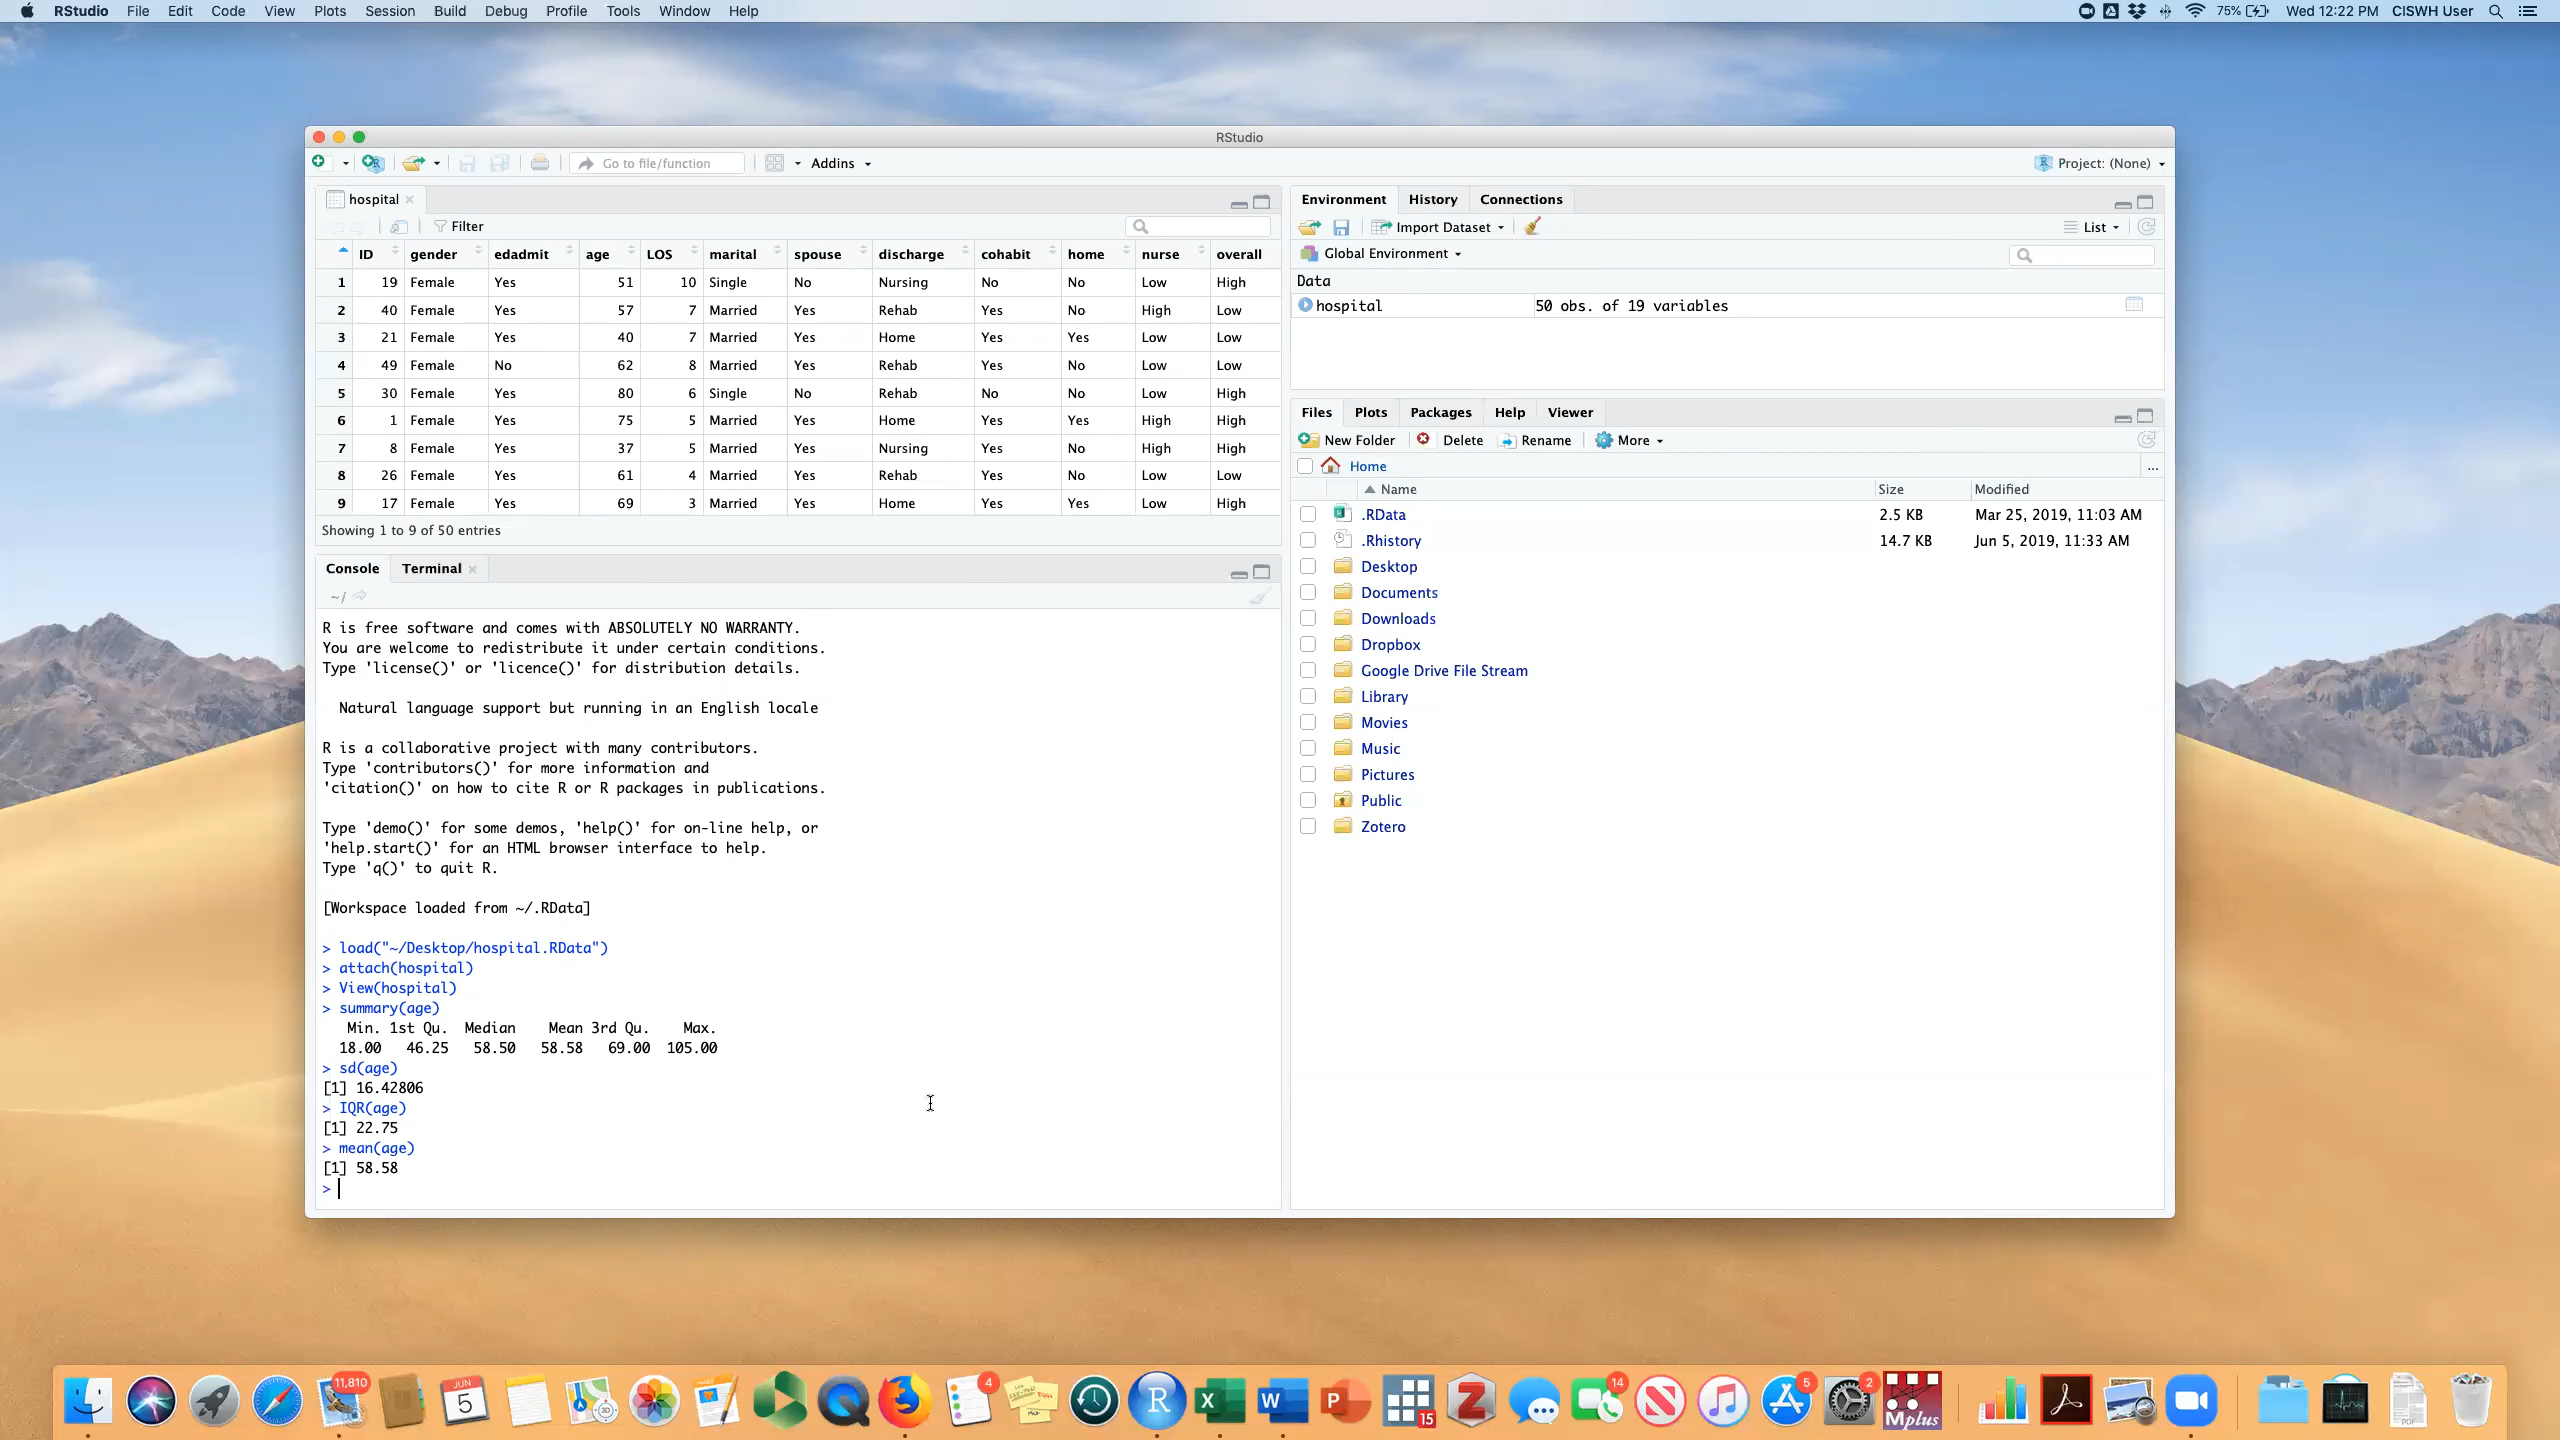 RStudio File Edit Code View Plots Session Build Debug Profile Tools Window Help 75% Wed 12:22 PM CISWH User
RStudio
Go to file/function Addins Project: (None)
hospital
Filter
ID gender edadmit age LOS marital spouse discharge cohabit home nurse overall
1 19 Female Yes 51 10 Single No Nursing No No Low High
2 40 Female Yes 57 7 Married Yes Rehab Yes No High Low
3 21 Female Yes 40 7 Married Yes Home Yes Yes Low Low
4 49 Female No 62 8 Married Yes Rehab Yes No Low Low
5 30 Female Yes 80 6 Single No Rehab No No Low High
6 1 Female Yes 75 5 Married Yes Home Yes Yes High High
7 8 Female Yes 37 5 Married Yes Nursing Yes No High High
8 26 Female Yes 61 4 Married Yes Rehab Yes No Low Low
9 17 Female Yes 69 3 Married Yes Home Yes Yes Low High
Showing 1 to 9 of 50 entries
Console Terminal
~/
R is free software and comes with ABSOLUTELY NO WARRANTY.
You are welcome to redistribute it under certain conditions.
Type 'license()' or 'licence()' for distribution details.
Natural language support but running in an English locale
R is a collaborative project with many contributors.
Type 'contributors()' for more information and
'citation()' on how to cite R or R packages in publications.
Type 'demo()' for some demos, 'help()' for on-line help, or
'help.start()' for an HTML browser interface to help.
Type 'q()' to quit R.
[Workspace loaded from ~/.RData]
> load("~/Desktop/hospital.RData")
> attach(hospital)
> View(hospital)
> summary(age)
Min. 1st Qu. Median Mean 3rd Qu. Max.
18.00 46.25 58.50 58.58 69.00 105.00
> sd(age)
[1] 16.42806
> IQR(age)
[1] 22.75
> mean(age)
[1] 58.58
>
Environment History Connections
Import Dataset List
Global Environment
Data
hospital 50 obs. of 19 variables
Files Plots Packages Help Viewer
New Folder Delete Rename More
Home ...
Name Size Modified
.RData 2.5 KB Mar 25, 2019, 11:03 AM
.Rhistory 14.7 KB Jun 5, 2019, 11:33 AM
Desktop
Documents
Downloads
Dropbox
Google Drive File Stream
Library
Movies
Music
Pictures
Public
Zotero
11,810 JUN 5 4 R X W P 15 Z 14 5 2 Mplus PDF